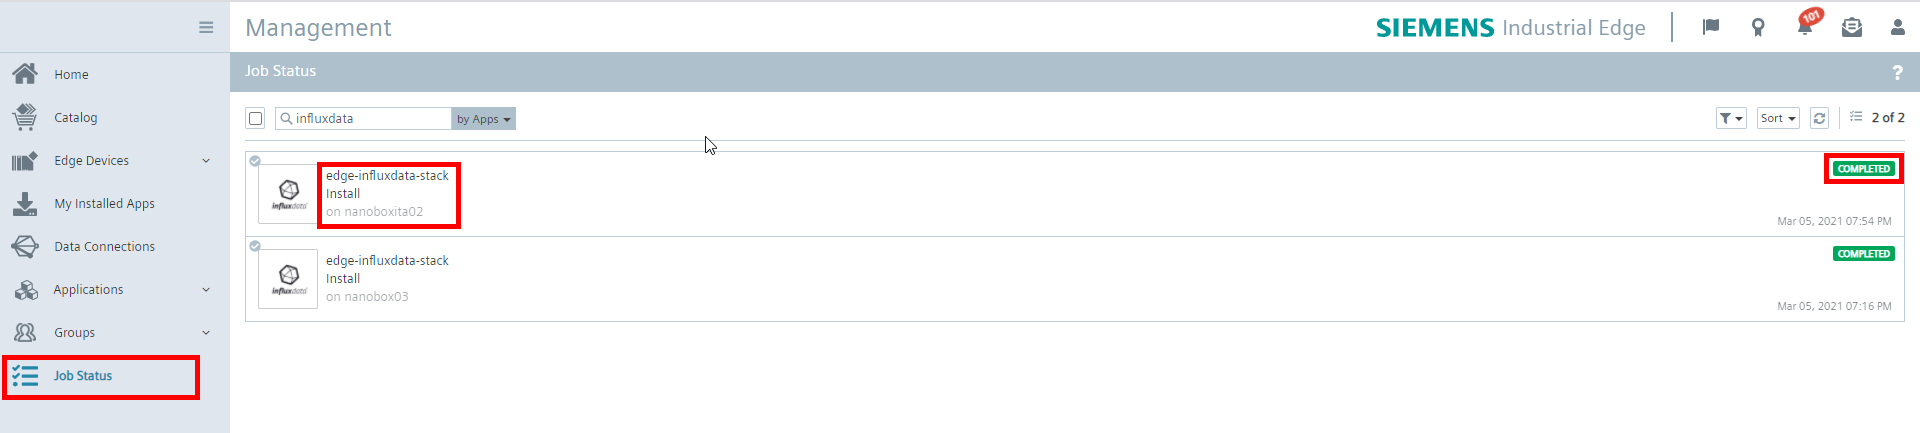 Management
SIEMENS Industrial Edge
101
Home
Catalog
Edge Devices
My Installed Apps
Data Connections
Applications
Groups
Job Status
Job Status
?
influxdata
by Apps
Sort
2 of 2
influxdata
edge-influxdata-stack
Install
on nanoboxita02
COMPLETED
Mar 05, 2021 07:54 PM
influxdata
edge-influxdata-stack
Install
on nanobox03
COMPLETED
Mar 05, 2021 07:16 PM